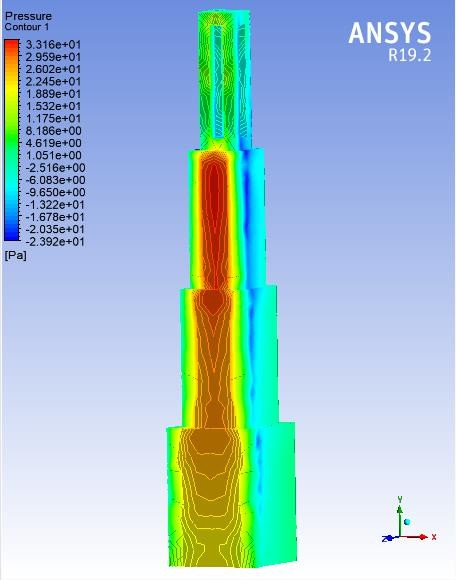 Pressure
Contour 1
3.316e+01
2.959e+01
2.602e+01
2.245e+01
1.889e+01
1.532e+01
1.175e+01
8.186e+00
4.619e+00
1.051e+00
-2.516e+00
-6.083e+00
-9.650e+00
-1.322e+01
-1.678e+01
-2.035e+01
-2.392e+01
[Pa]
ANSYS
R19.2
Y
Z
X